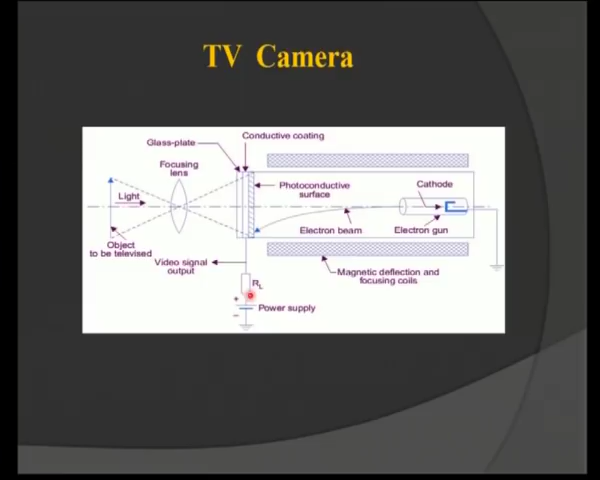 TV Camera
Conductive coating
Glass-plate
Focusing
lens
Light
Photoconductive
surface
Cathode
Electron beam
Electron gun
Object
to be televised
Video signal
output
Magnetic deflection and
focusing coils
RL
+
Power supply
−